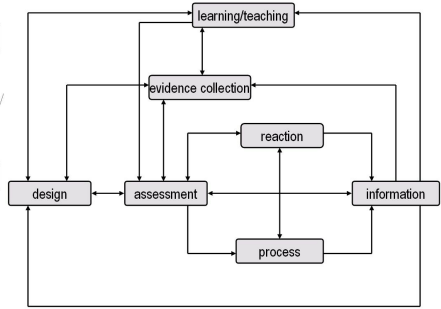 learning/teaching
evidence collection
reaction
design
assessment
information
process